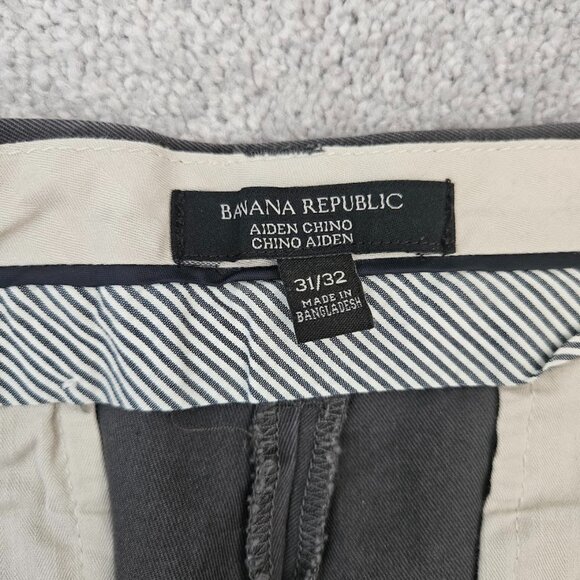 BANANA REPUBLIC
AIDEN CHINO
CHINO AIDEN
31/32
MADE IN
BANGLADESH